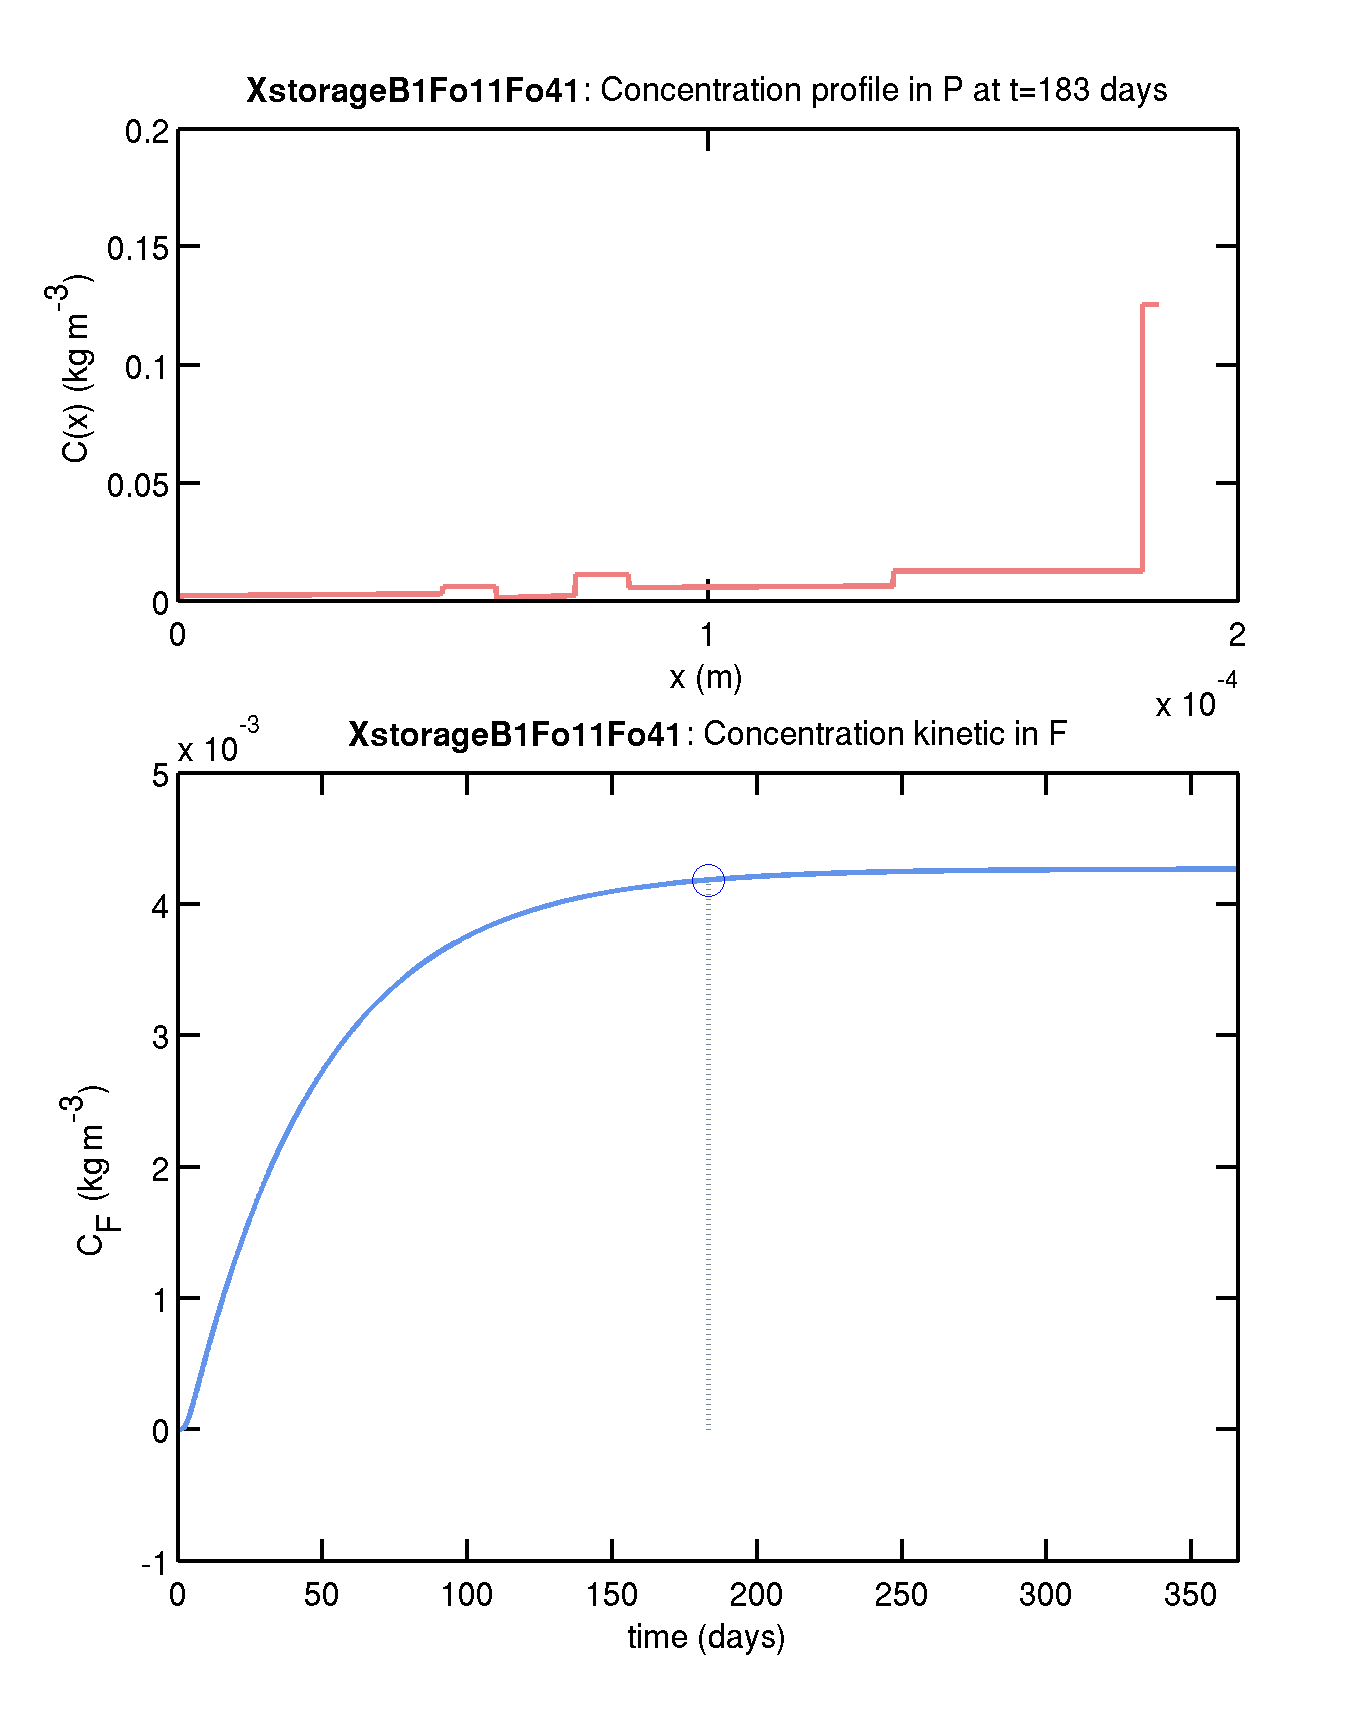 XstorageB1Fo11Fo41: Concentration profile in P at t=183 days
0.2
0.15
0.1
0.05
0
C(x) (kg m-3)
0 1 2
x (m)
x 10-4
XstorageB1Fo11Fo41: Concentration kinetic in F
x 10-3
5
4
3
2
1
0
-1
CF (kg m-3)
0 50 100 150 200 250 300 350
time (days)